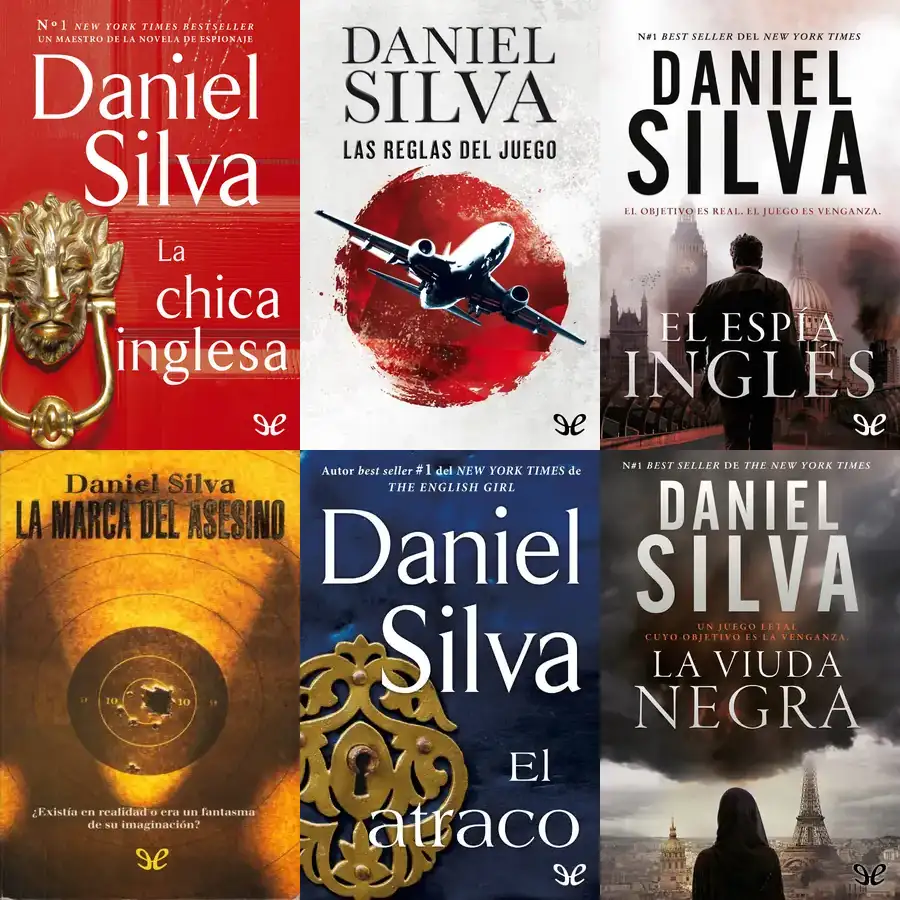 Nº1 NEW YORK TIMES BESTSELLER
UN MAESTRO DE LA NOVELA DE ESPIONAJE
Daniel
Silva
La
chica
inglesa
DANIEL
SILVA
LAS REGLAS DEL JUEGO
N#1 BEST SELLER DEL NEW YORK TIMES
DANIEL
SILVA
EL OBJETIVO ES REAL. EL JUEGO ES VENGANZA.
EL ESPÍA
INGLÉS
Daniel Silva
LA MARCA DEL ASESINO
10 10
¿Existía en realidad o era un fantasma
de su imaginación?
Autor best seller #1 del NEW YORK TIMES de
THE ENGLISH GIRL
Daniel
Silva
El
atraco
N#1 BEST SELLER DE THE NEW YORK TIMES
DANIEL
SILVA
UN JUEGO LETAL
CUYO OBJETIVO ES LA VENGANZA.
LA VIUDA
NEGRA